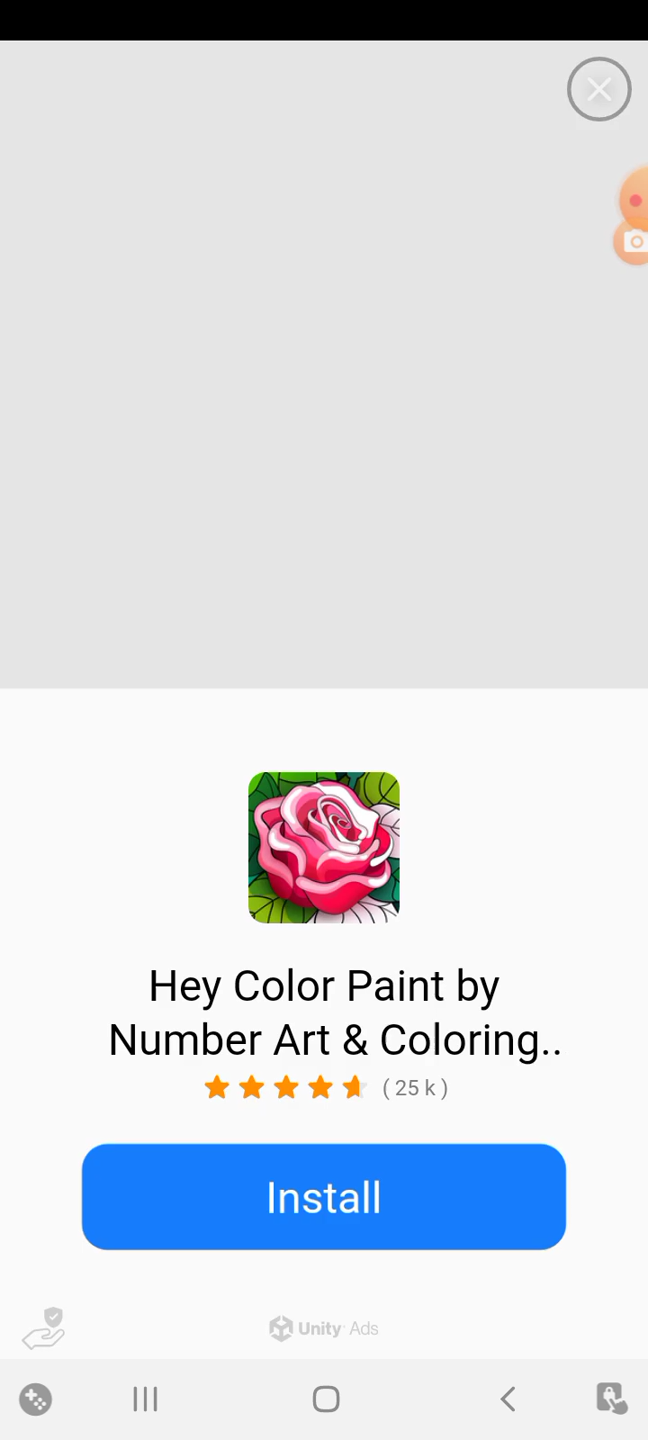 Hey Color Paint by
Number Art & Coloring..
( 25 k )
Install
Unity Ads